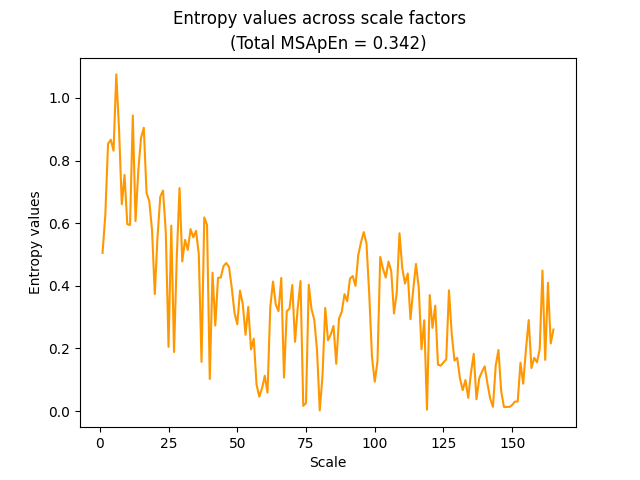 Entropy values across scale factors
(Total MSApEn = 0.342)
Entropy values
1.0
0.8
0.6
0.4
0.2
0.0
0 25 50 75 100 125 150
Scale